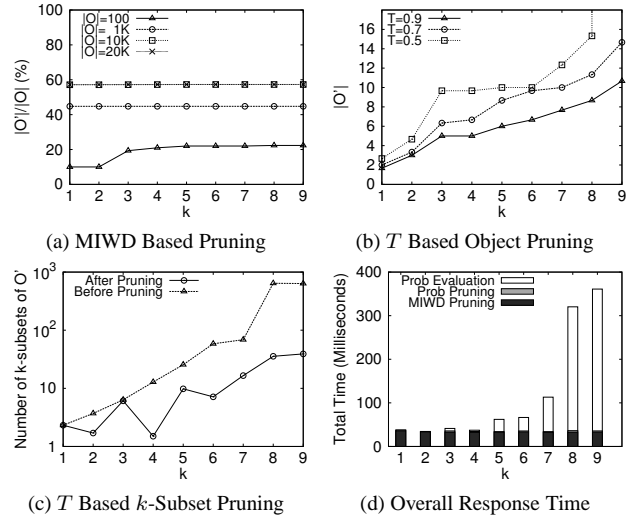 |O|=100
|O|= 1K
|O|=10K
|O|=20K
|O'|/|O| (%)
100
80
60
40
20
0
1 2 3 4 5 6 7 8 9
k
(a) MIWD Based Pruning
T=0.9
T=0.7
T=0.5
|O'|
16
14
12
10
8
6
4
2
0
1 2 3 4 5 6 7 8 9
k
(b) T Based Object Pruning
After Pruning
Before Pruning
Number of k-subsets of O'
10^3
10^2
10
1
1 2 3 4 5 6 7 8 9
k
(c) T Based k-Subset Pruning
Prob Evaluation
Prob Pruning
MIWD Pruning
Total Time (Milliseconds)
400
300
200
100
0
1 2 3 4 5 6 7 8 9
k
(d) Overall Response Time